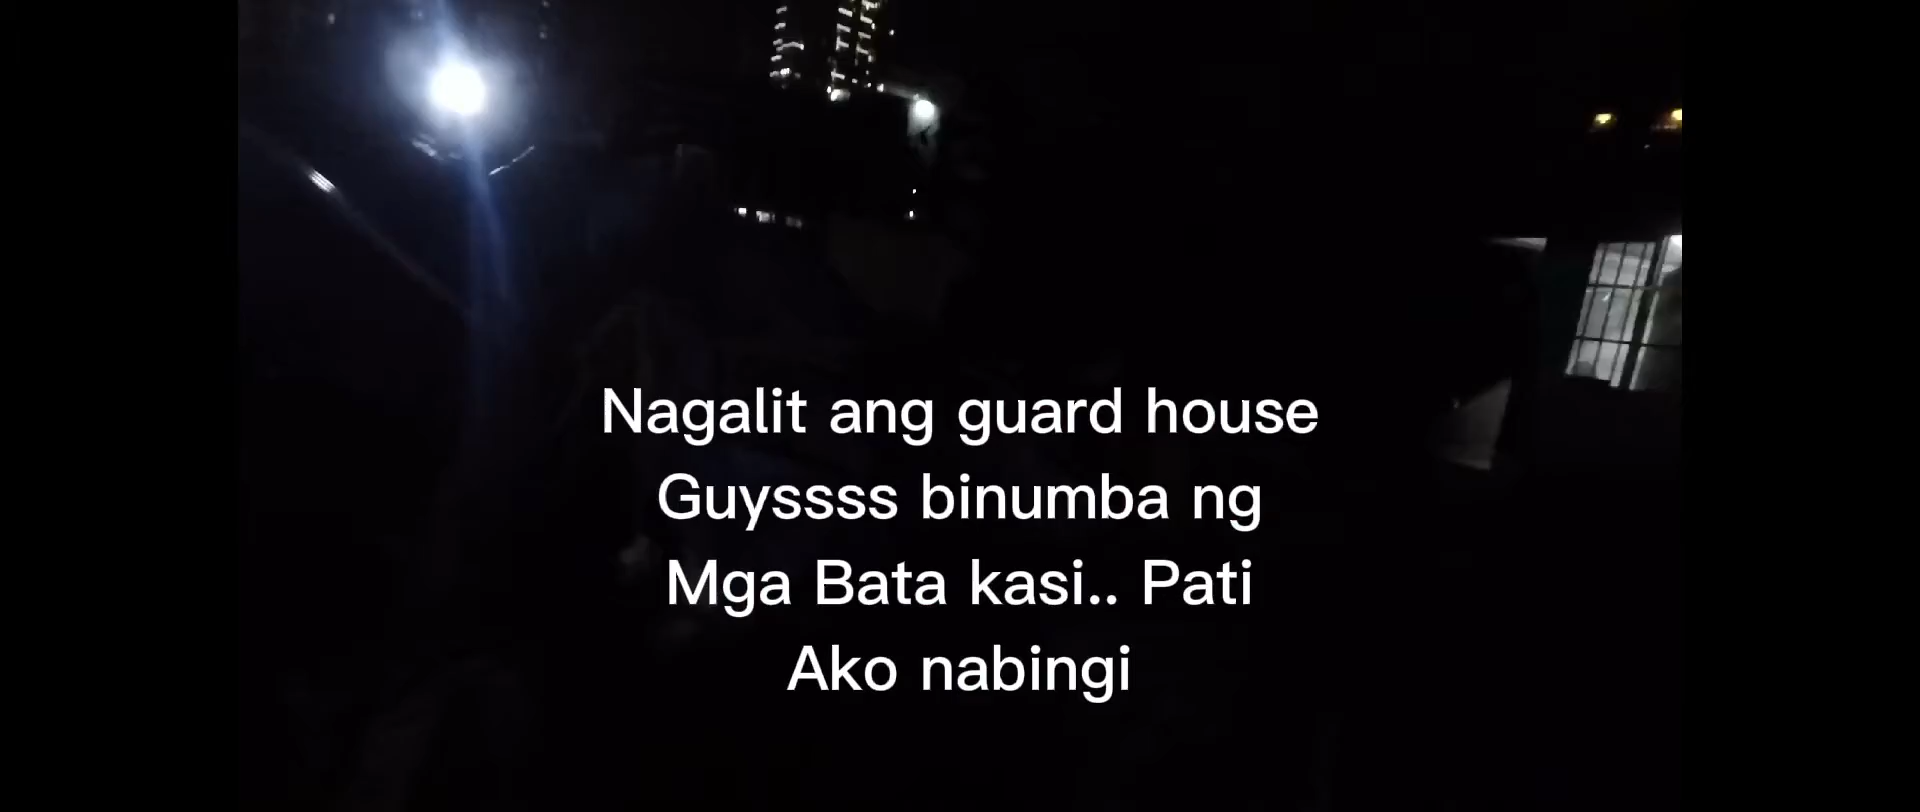 Nagalit ang guard house
Guyssss binumba ng
Mga Bata kasi.. Pati
Ako nabingi